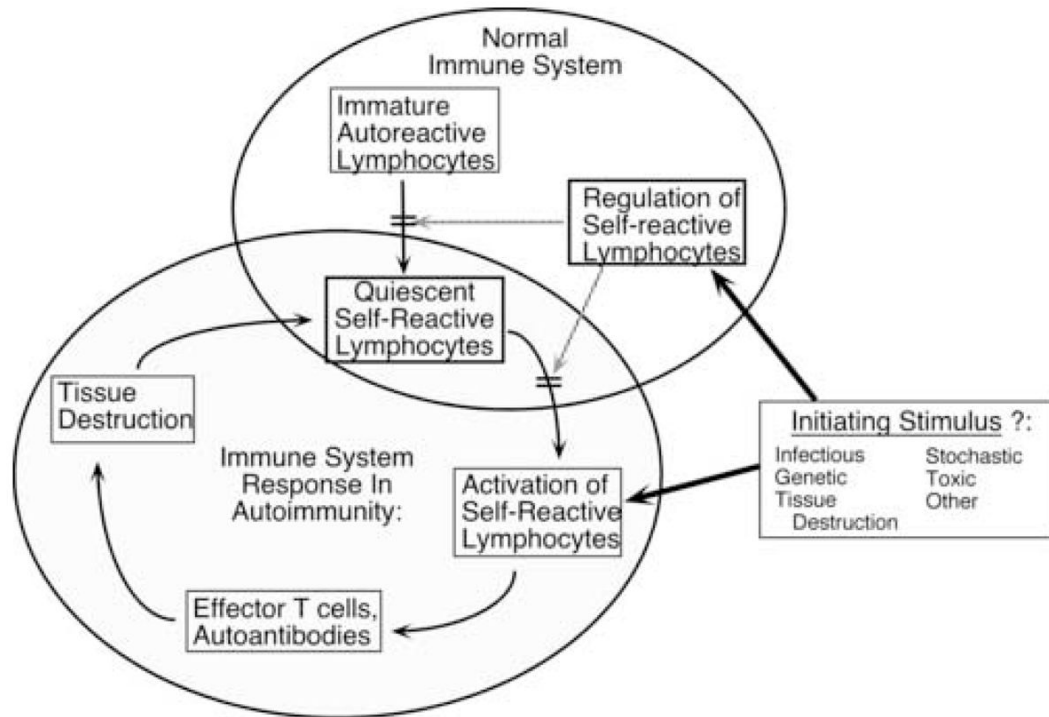 Normal
Immune System
Immature
Autoreactive
Lymphocytes
Regulation of
Self-reactive
Lymphocytes
Quiescent
Self-Reactive
Lymphocytes
Tissue
Destruction
Immune System
Response In
Autoimmunity:
Activation of
Self-Reactive
Lymphocytes
Effector T cells,
Autoantibodies
Initiating Stimulus ?:
Infectious Stochastic
Genetic Toxic
Tissue Other
Destruction